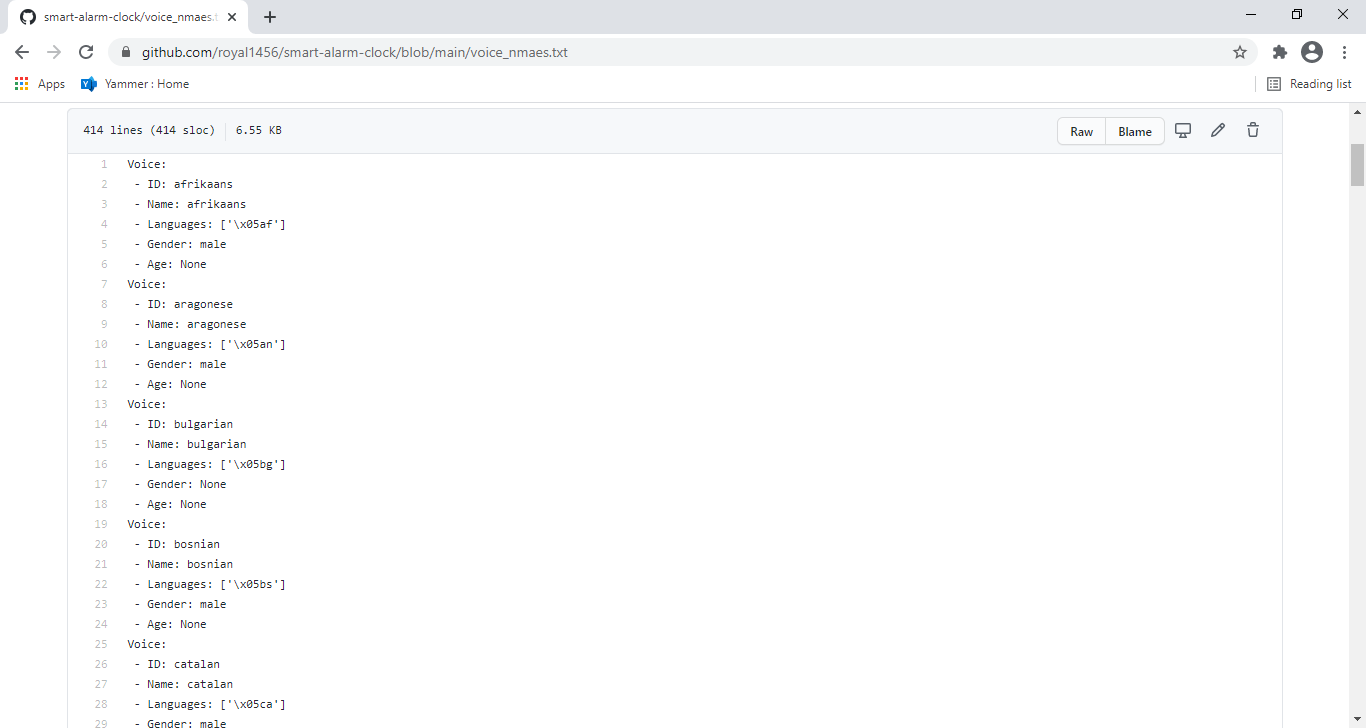 smart-alarm-clock/voice_nmaes.t
github.com/royal1456/smart-alarm-clock/blob/main/voice_nmaes.txt
Apps Yammer : Home Reading list
414 lines (414 sloc) 6.55 KB Raw Blame
1 Voice:
2 - ID: afrikaans
3 - Name: afrikaans
4 - Languages: ['\x05af']
5 - Gender: male
6 - Age: None
7 Voice:
8 - ID: aragonese
9 - Name: aragonese
10 - Languages: ['\x05an']
11 - Gender: male
12 - Age: None
13 Voice:
14 - ID: bulgarian
15 - Name: bulgarian
16 - Languages: ['\x05bg']
17 - Gender: None
18 - Age: None
19 Voice:
20 - ID: bosnian
21 - Name: bosnian
22 - Languages: ['\x05bs']
23 - Gender: male
24 - Age: None
25 Voice:
26 - ID: catalan
27 - Name: catalan
28 - Languages: ['\x05ca']
29 - Gender: male